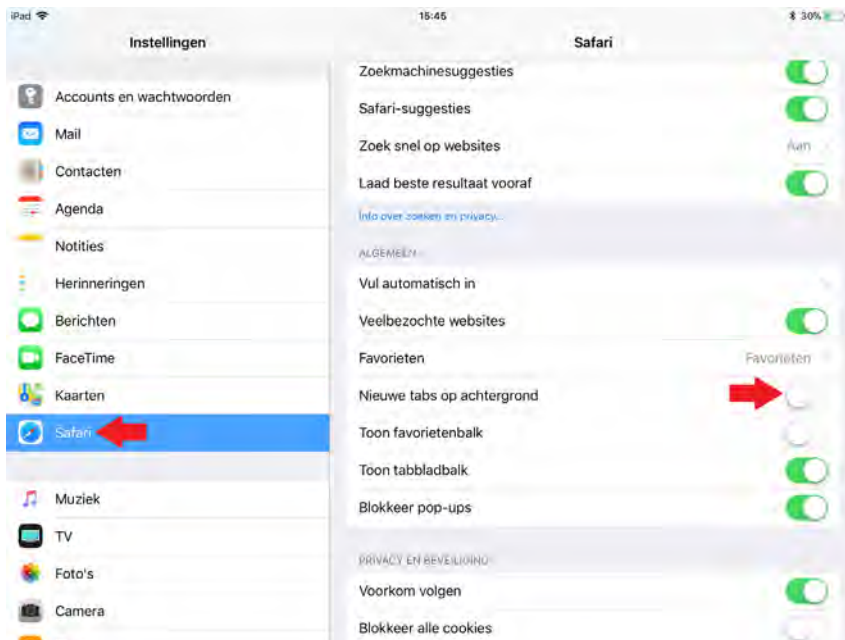 iPad 15:45 30%
Instellingen
Accounts en wachtwoorden
Mail
Contacten
Agenda
Notities
Herinneringen
Berichten
FaceTime
Kaarten
Safari
Muziek
TV
Foto's
Camera
Safari
Zoekmachinesuggesties
Safari-suggesties
Zoek snel op websites Aan
Laad beste resultaat vooraf
Info over zoeken en privacy...
ALGEMEEN
Vul automatisch in
Veelbezochte websites
Favorieten Favorieten
Nieuwe tabs op achtergrond
Toon favorietenbalk
Toon tabbladbalk
Blokkeer pop-ups
PRIVACY EN BEVEILIGING
Voorkom volgen
Blokkeer alle cookies